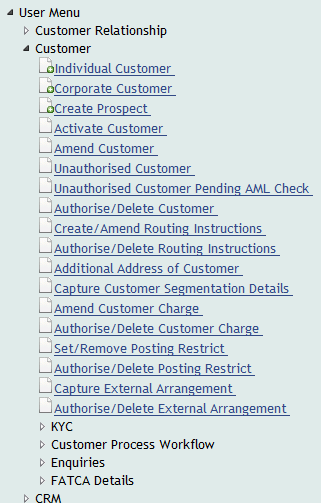 User Menu
Customer Relationship
Customer
Individual Customer
Corporate Customer
Create Prospect
Activate Customer
Amend Customer
Unauthorised Customer
Unauthorised Customer Pending AML Check
Authorise/Delete Customer
Create/Amend Routing Instructions
Authorise/Delete Routing Instructions
Additional Address of Customer
Capture Customer Segmentation Details
Amend Customer Charge
Authorise/Delete Customer Charge
Set/Remove Posting Restrict
Authorise/Delete Posting Restrict
Capture External Arrangement
Authorise/Delete External Arrangement
KYC
Customer Process Workflow
Enquiries
FATCA Details
CRM